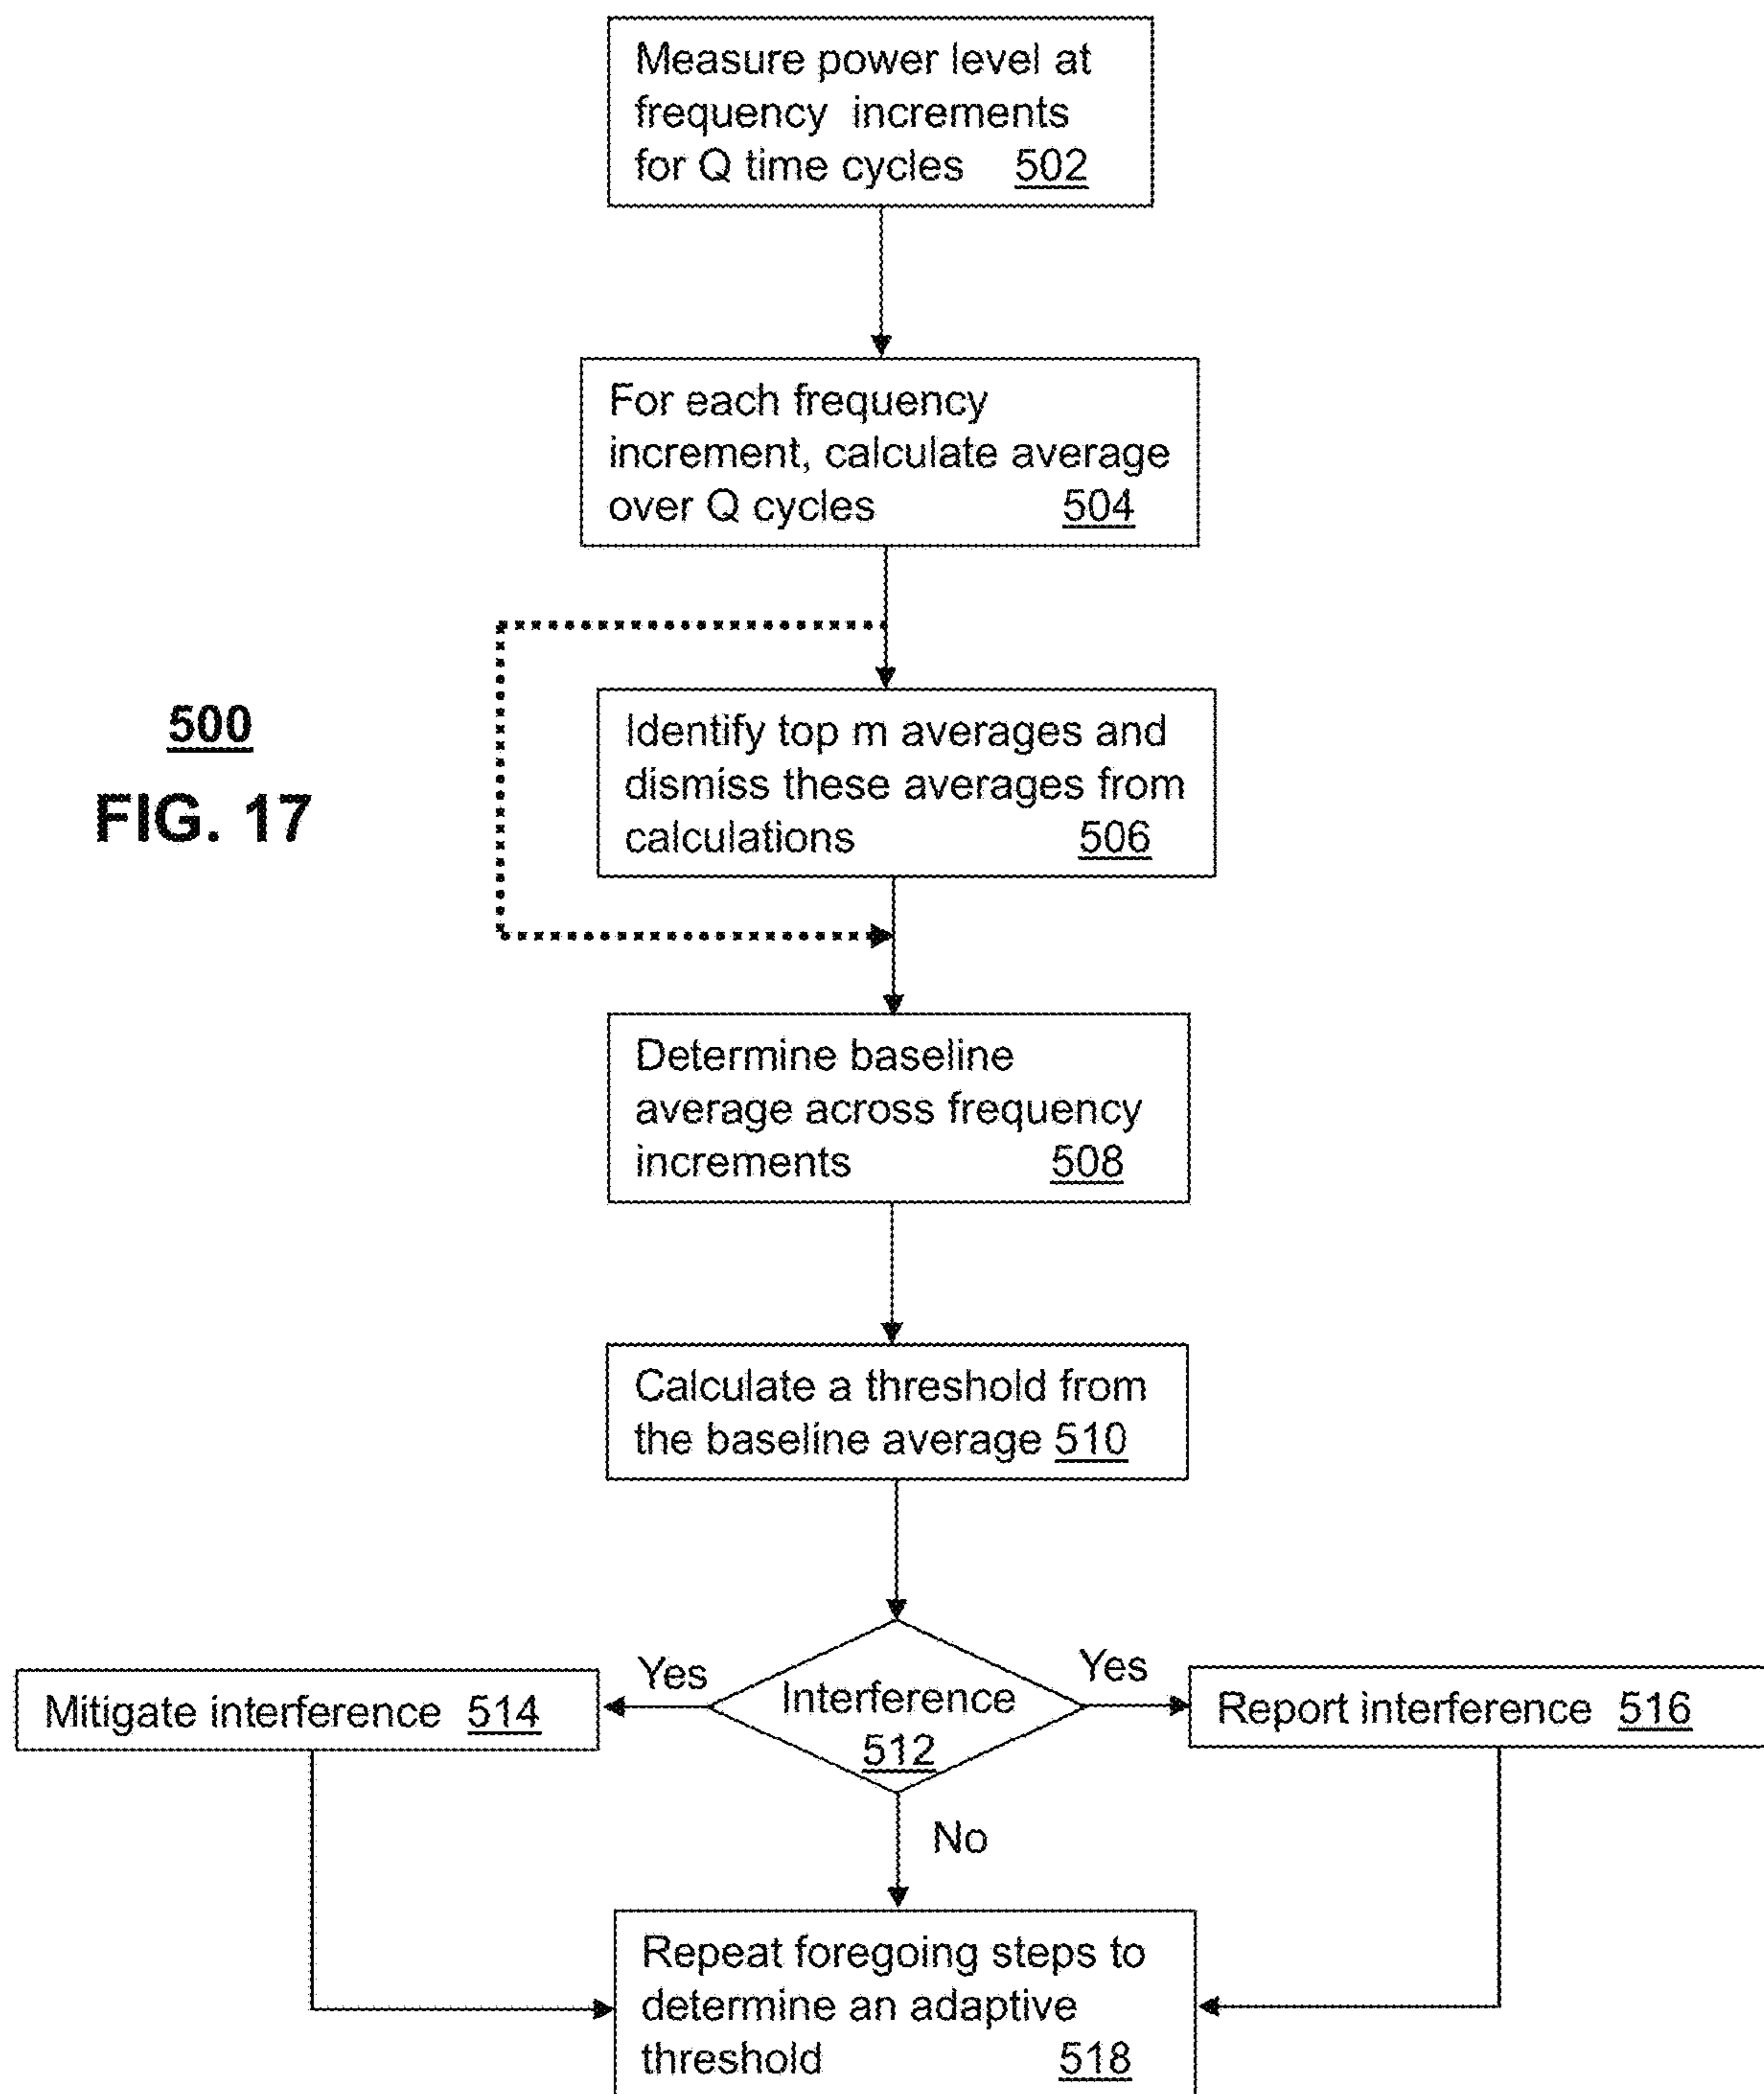 Measure power level at
frequency increments
for Q time cycles 502
For each frequency
increment, calculate average
over Q cycles 504
500
FIG. 17
Identify top m averages and
dismiss these averages from
calculations 506
Determine baseline
average across frequency
increments 508
Calculate a threshold from
the baseline average 510
Yes
Yes
Mitigate interference 514
Interference
512
Report interference 516
No
Repeat foregoing steps to
determine an adaptive
threshold 518